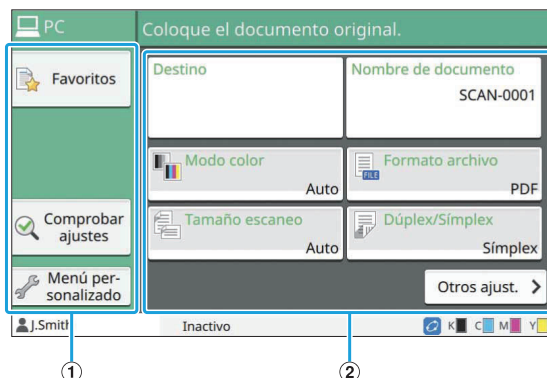 PC
Coloque el documento original.
Favoritos
Comprobar
ajustes
Menú per-
sonalizado
Destino
Nombre de documento
SCAN-0001
Modo color
Auto
FILE
Formato archivo
PDF
Tamaño escaneo
Auto
Dúplex/Símplex
Símplex
Otros ajust.
J.Smith
Inactivo
K C M Y
1
2